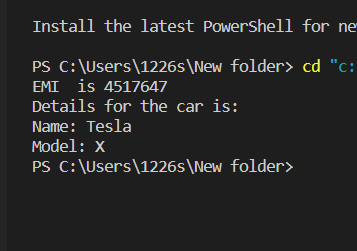 Install the latest PowerShell for ne
PS C:\Users\1226s\New folder> cd "c:
EMI  is 4517647
Details for the car is:
Name: Tesla
Model: X
PS C:\Users\1226s\New folder>